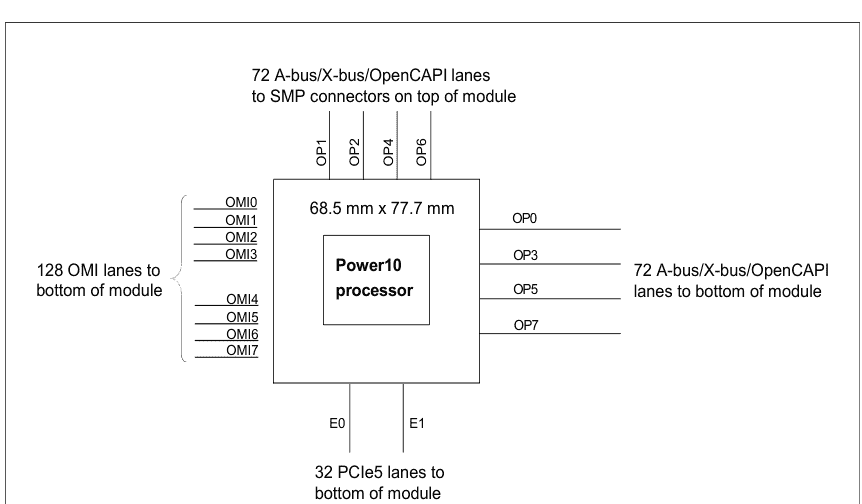 72 A-bus/X-bus/OpenCAPI lanes
to SMP connectors on top of module
OP1
OP2
OP4
OP6
68.5 mm x 77.7 mm
Power10
processor
128 OMI lanes to
bottom of module
OMI0
OMI1
OMI2
OMI3
OMI4
OMI5
OMI6
OMI7
OP0
OP3
OP5
OP7
72 A-bus/X-bus/OpenCAPI
lanes to bottom of module
E0
E1
32 PCIe5 lanes to
bottom of module